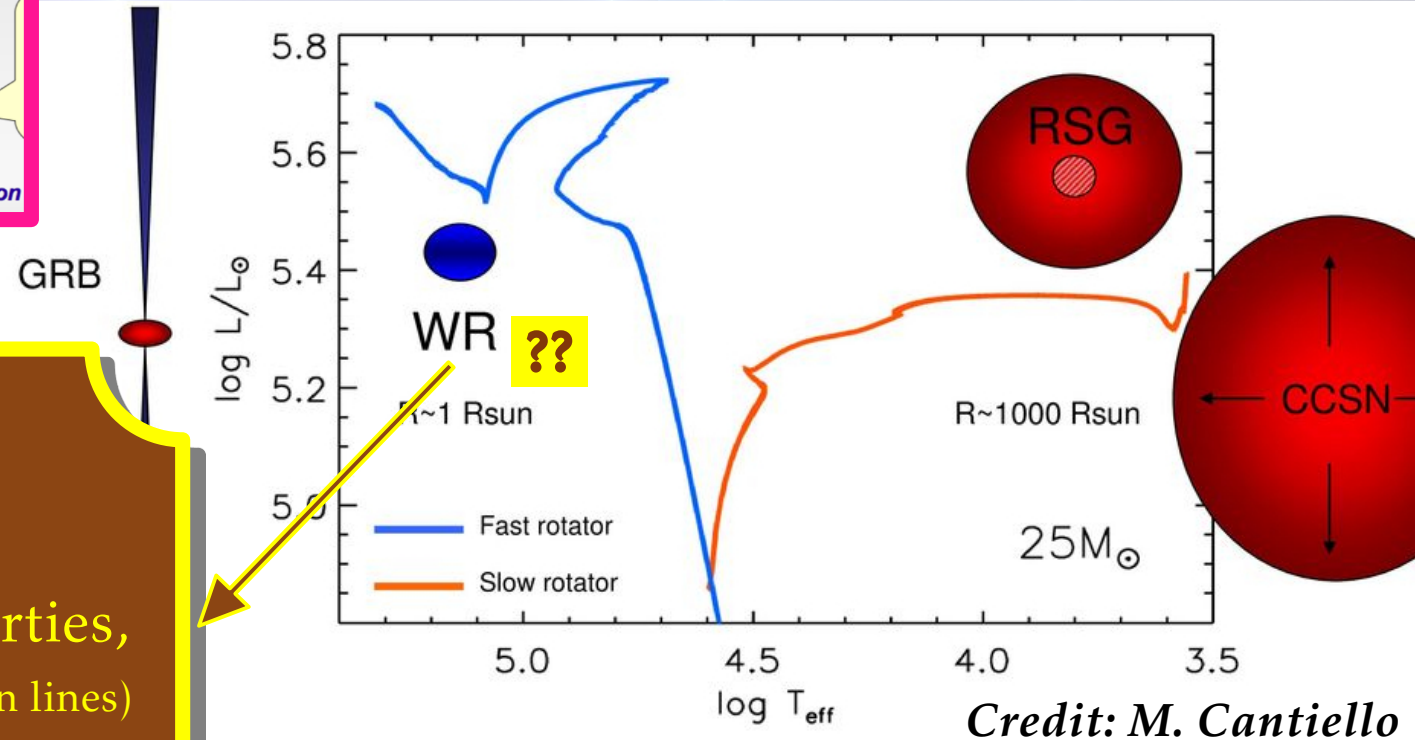 on
GRB
5.8
5.6
5.4
5.2
5.0
log L/L☉
RSG
WR ??
CCSN
R~1 Rsun
R~1000 Rsun
Fast rotator
Slow rotator
25M☉
5.0 4.5 4.0 3.5
log Teff
rties,
n lines)
Credit: M. Cantiello